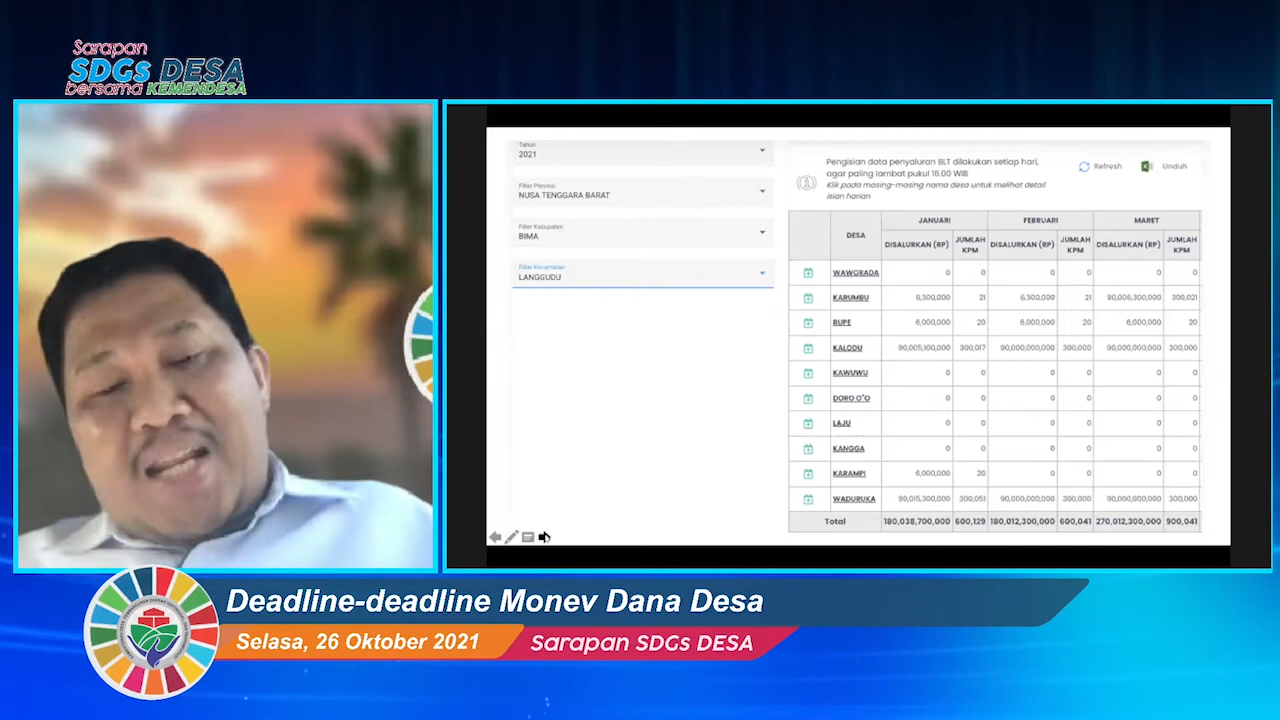 Sarapan
SDGs DESA
bersama KEMENDESA
Tahun
2021
Filter Provinsi
NUSA TENGGARA BARAT
Filter Kabupaten
BIMA
Filter Kecamatan
LANGGUDU
Pengisian data penyaluran BLT dilakukan setiap hari,
agar paling lambat pukul 16.00 WIB
Klik pada masing-masing nama desa untuk melihat detail
isian harian
Refresh
Unduh
DESA JANUARI FEBRUARI MARET
DISALURKAN (RP) JUMLAH KPM DISALURKAN (RP) JUMLAH KPM DISALURKAN (RP) JUMLAH KPM
WAWORADA 0 0 0 0 0 0
KARUMBU 6,300,000 21 6,300,000 21 90,006,300,000 300,021
RUPE 6,000,000 20 6,000,000 20 6,000,000 20
KALODU 90,005,100,000 300,017 90,000,000,000 300,000 90,000,000,000 300,000
KAWUWU 0 0 0 0 0 0
DORO O"O 0 0 0 0 0 0
LAJU 0 0 0 0 0 0
KANGGA 0 0 0 0 0 0
KARAMPI 6,000,000 20 0 0 0 0
WADURUKA 90,015,300,000 300,051 90,000,000,000 300,000 90,000,000,000 300,000
Total 180,038,700,000 600,129 180,012,300,000 600,041 270,012,300,000 900,041
Deadline-deadline Monev Dana Desa
Selasa, 26 Oktober 2021
Sarapan SDGs DESA